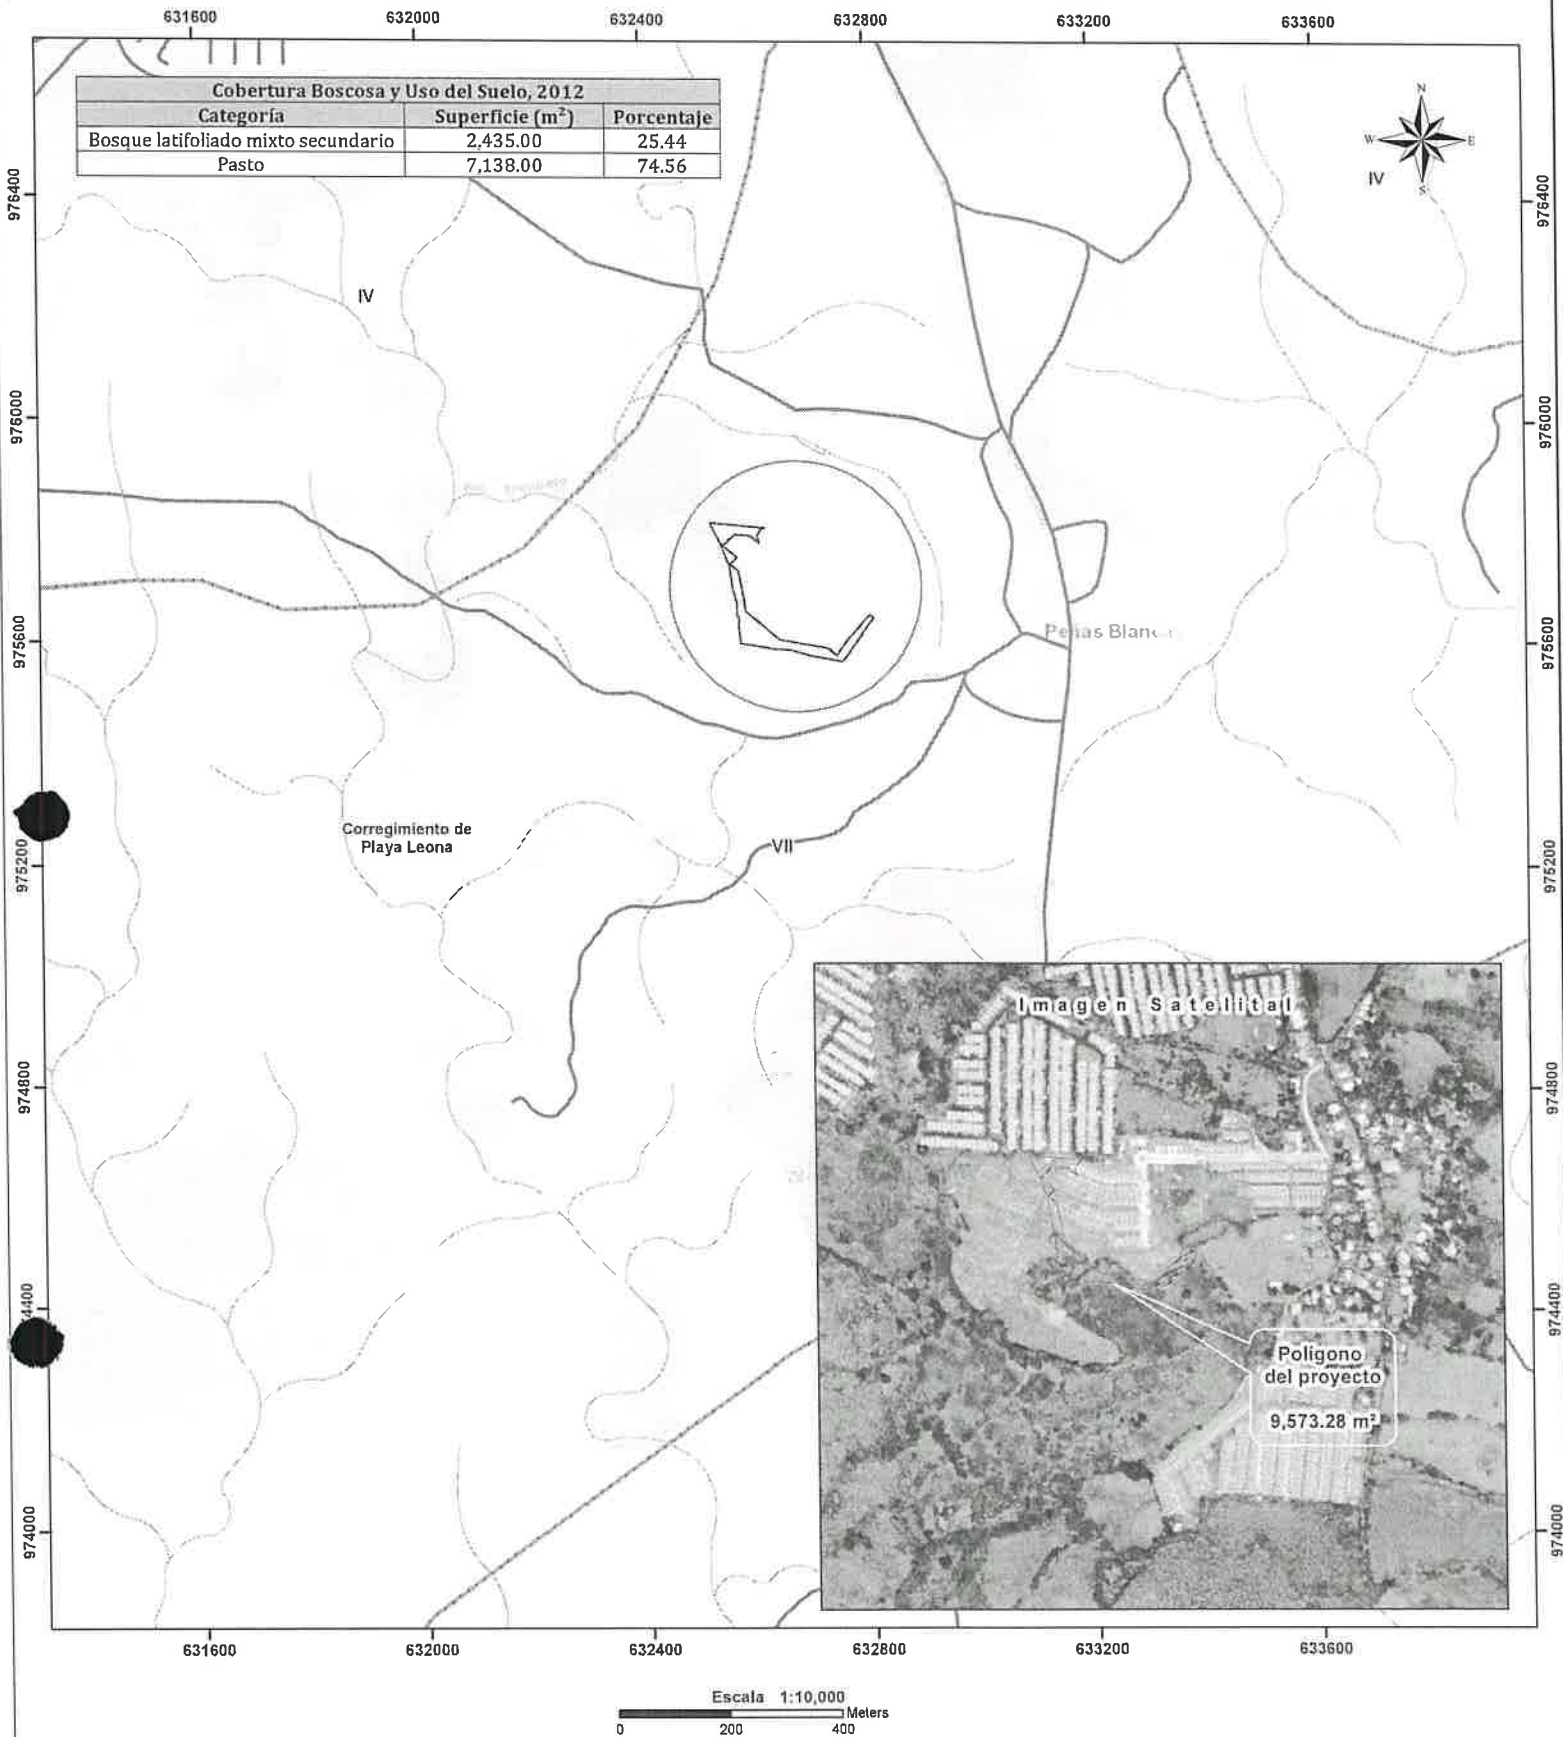 631600 632000 632400 632800 633200 633600
Cobertura Boscosa y Uso del Suelo, 2012
Categoría Superficie (m²) Porcentaje
Bosque latifoliado mixto secundario 2,435.00 25.44
Pasto 7,138.00 74.56
N
W E
S
IV
976400 976400
IV
976000 976000
975600 975600
Peñas
Corregimiento de
Playa Leona
VII
975200 975200
Imagen Satelital
974800 974800
974400
Polígono
del proyecto
9,573.28 m²
974000 974000
631600 632000 632400 632800 633200 633600
Escala 1:10,000
Meters
0 200 400